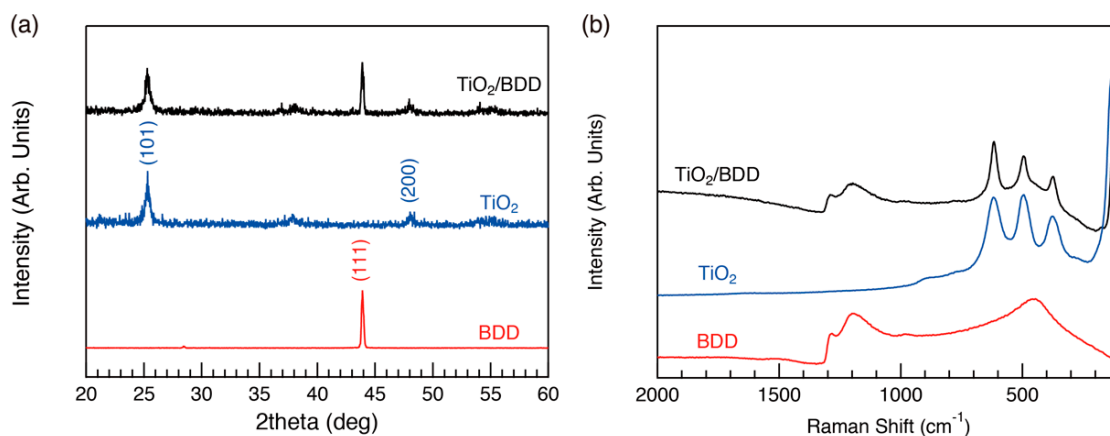 (a)
Intensity (Arb. Units)
TiO₂/BDD
(101)
(200)
TiO₂
(111)
BDD
20 25 30 35 40 45 50 55 60
2theta (deg)
(b)
Intensity (Arb. Units)
TiO₂/BDD
TiO₂
BDD
2000 1500 1000 500
Raman Shift (cm⁻¹)